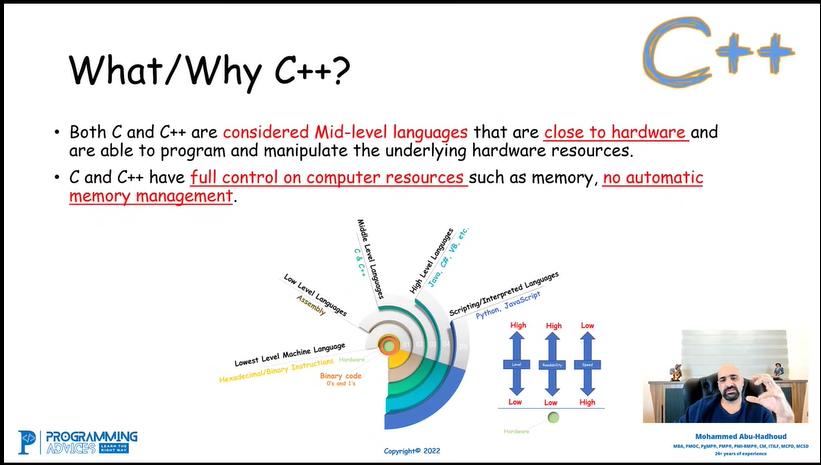 C++
What/Why C++?
• Both C and C++ are considered Mid-level languages that are close to hardware and
are able to program and manipulate the underlying hardware resources.
• C and C++ have full control on computer resources such as memory, no automatic
memory management.
Middle Level Languages
C & C++
High Level Languages
Java, C#, VB, etc.
Low Level Languages
Assembly
Scripting/Interpreted Languages
Python, JavaScript
Lowest Level Machine Language
Hexadecimal/Binary Instructions
Hardware
Binary code
0's and 1's
High High Low
Level Readability Speed
Low Low High
Hardware
PROGRAMMING
ADVICES LEARN THE
RIGHT WAY
Copyright© 2022
Mohammed Abu-Hadhoud
MBA, PMOC, PgMP®, PMP®, PMI-RMP®, CM, ITILF, MCPD, MCSD
26+ years of experience